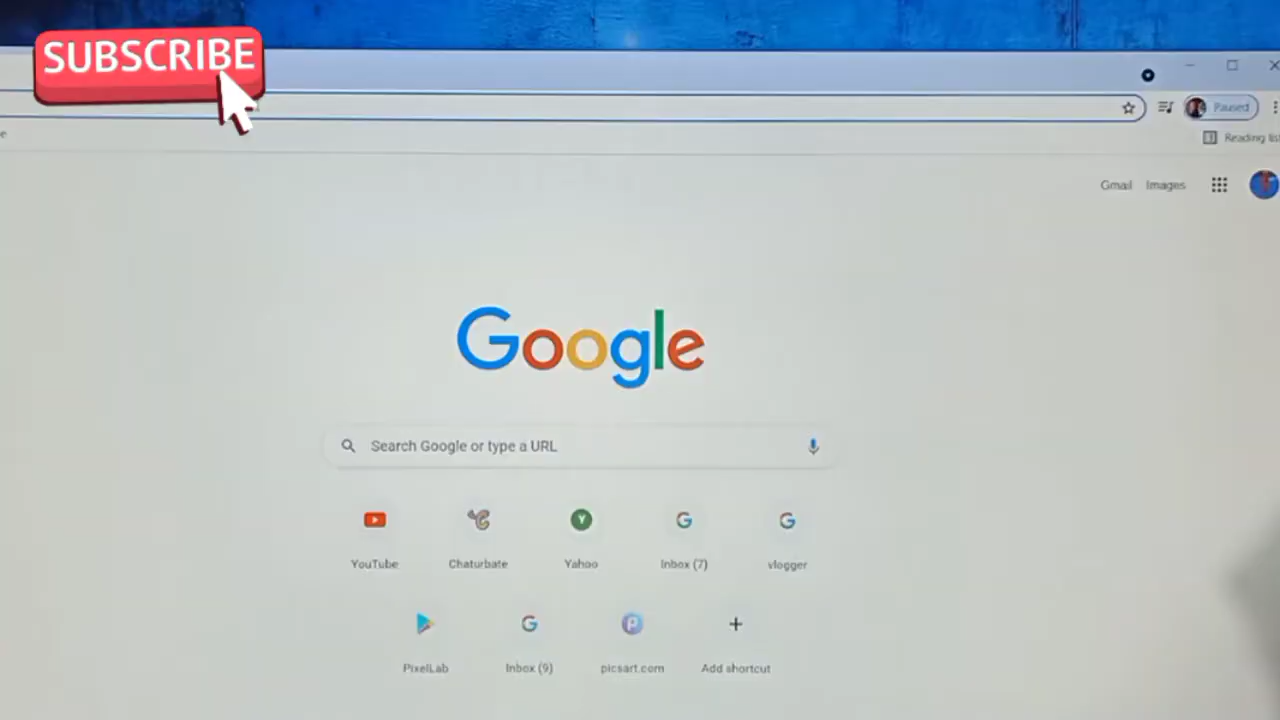 SUBSCRIBE
Paused
Reading list
Gmail Images
Google
Search Google or type a URL
YouTube Chaturbate Yahoo Inbox (7) vlogger
PixelLab Inbox (9) picsart.com Add shortcut